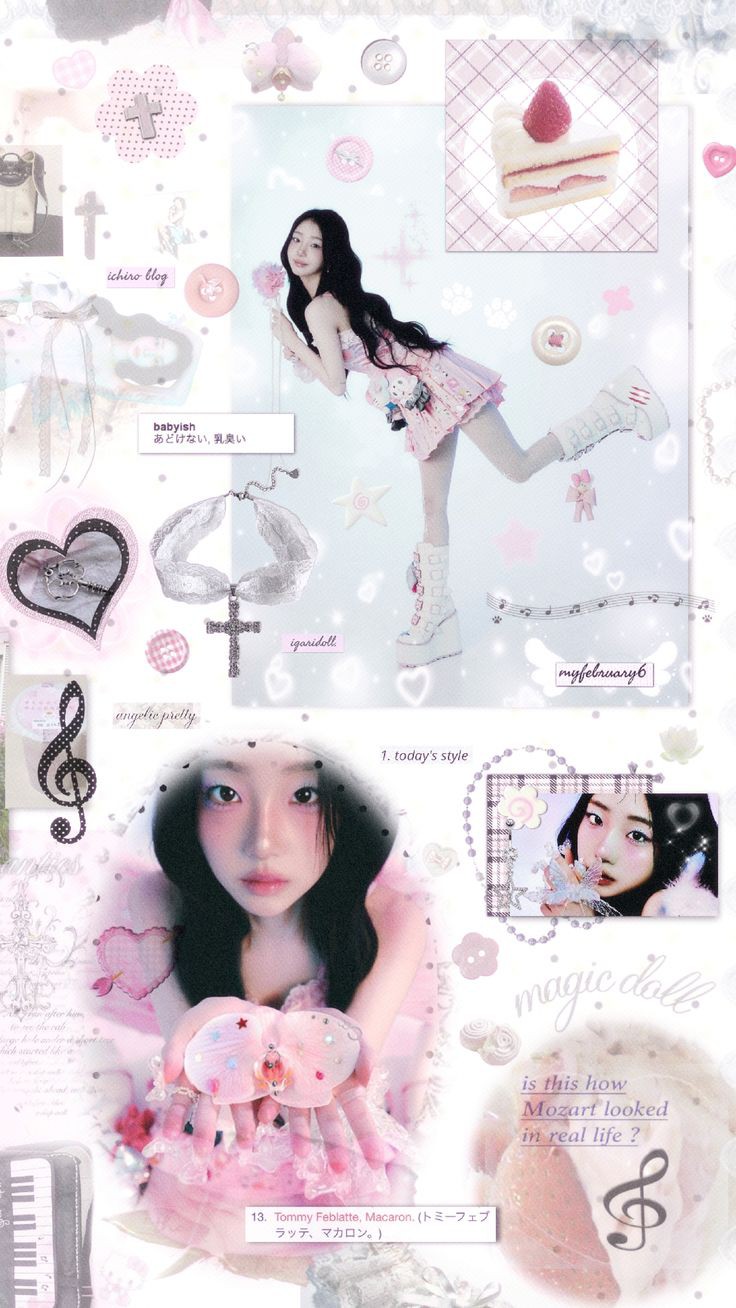 ichiro blog
babyish
あどけない, 乳臭い
igaridoll.
myfebruary6
angelic pretty
1. today's style
magic doll
is this how
Mozart looked
in real life ?
13. Tommy Feblatte, Macaron. (トミーフェブ
ラッテ、マカロン。)